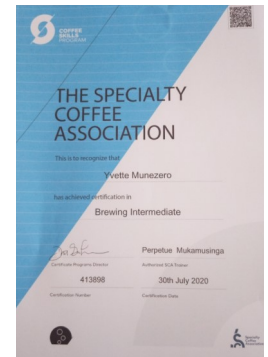 COFFEE
SKILLS
PROGRAM
THE SPECIALTY
COFFEE
ASSOCIATION
This is to recognize that
Yvette Munezero
has achieved certification in
Brewing Intermediate
Perpetue Mukamusinga
Certificate Programs Director
Authorized SCA Trainer
413898
30th July 2020
Certification Number
Certification Date
Specialty
Coffee
Association